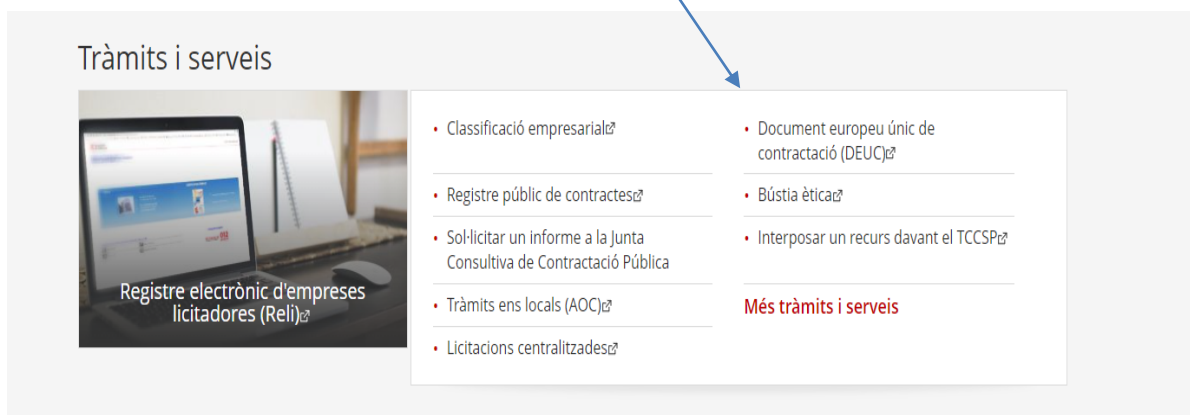 Tràmits i serveis
Registre electrònic d'empreses
licitadores (Reli)
• Classificació empresarial
• Registre públic de contractes
• Sol·licitar un informe a la Junta
Consultiva de Contractació Pública
• Tràmits ens locals (AOC)
• Licitacions centralitzades
• Document europeu únic de
contractació (DEUC)
• Bústia ètica
• Interposar un recurs davant el TCCSP
Més tràmits i serveis